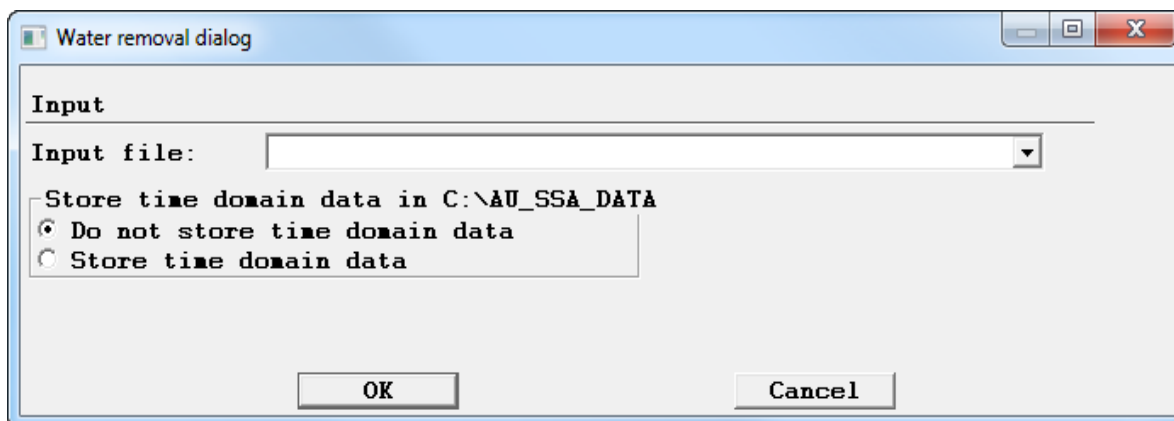 Water removal dialog
Input
Input file:
Store time domain data in C:\AU_SSA_DATA
Do not store time domain data
Store time domain data
OK
Cancel